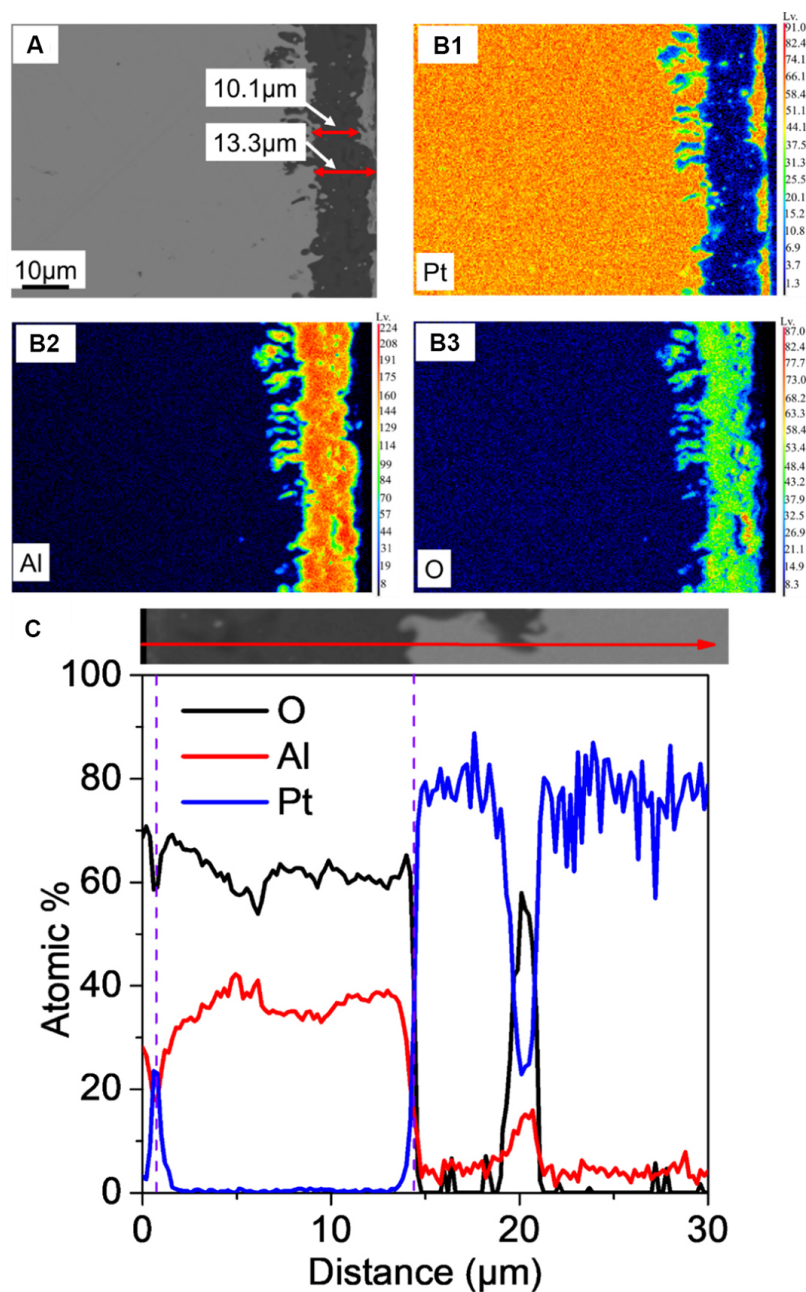 A
10.1µm
13.3µm
10µm
B1
Pt
Lv.
91.0
82.4
74.1
66.1
58.4
51.1
44.1
37.5
31.3
25.5
20.1
15.2
10.8
6.9
3.7
1.3
B2
Al
Lv.
224
208
191
175
160
144
129
114
99
84
70
57
44
31
19
8
B3
O
Lv.
87.0
82.4
77.7
73.0
68.2
63.3
58.4
53.4
48.4
43.2
37.9
32.5
26.9
21.1
14.9
8.3
C
100
80
60
40
20
0
Atomic %
O
Al
Pt
0 10 20 30
Distance (µm)